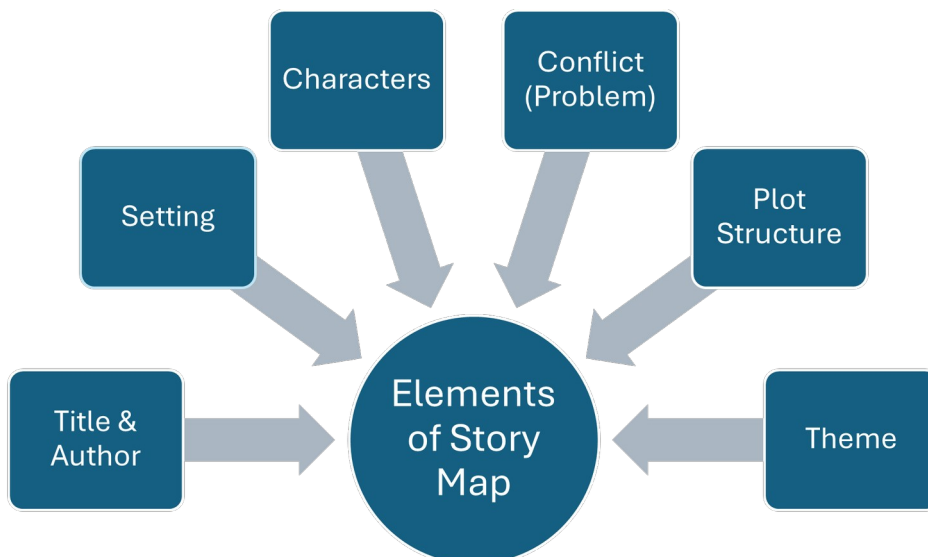 Characters
Conflict
(Problem)
Setting
Plot
Structure
Title &
Author
Elements
of Story
Map
Theme